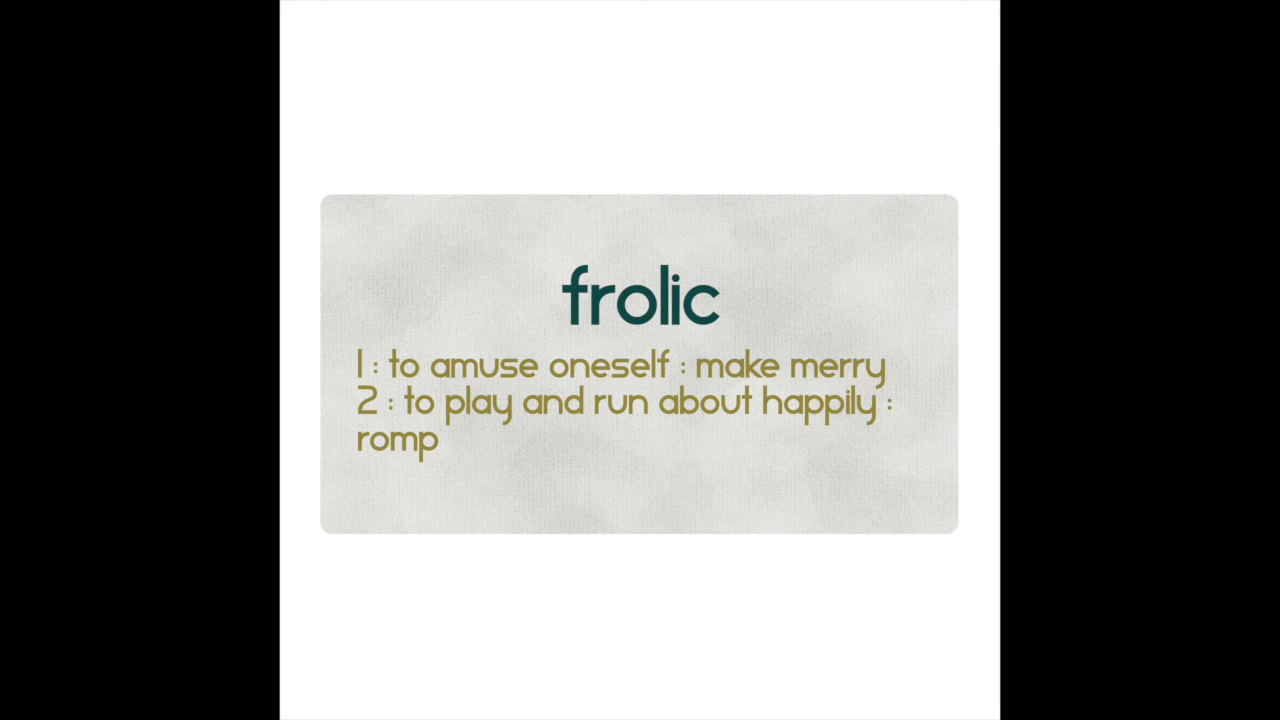 frolic
1 : to amuse oneself : make merry
2 : to play and run about happily :
romp